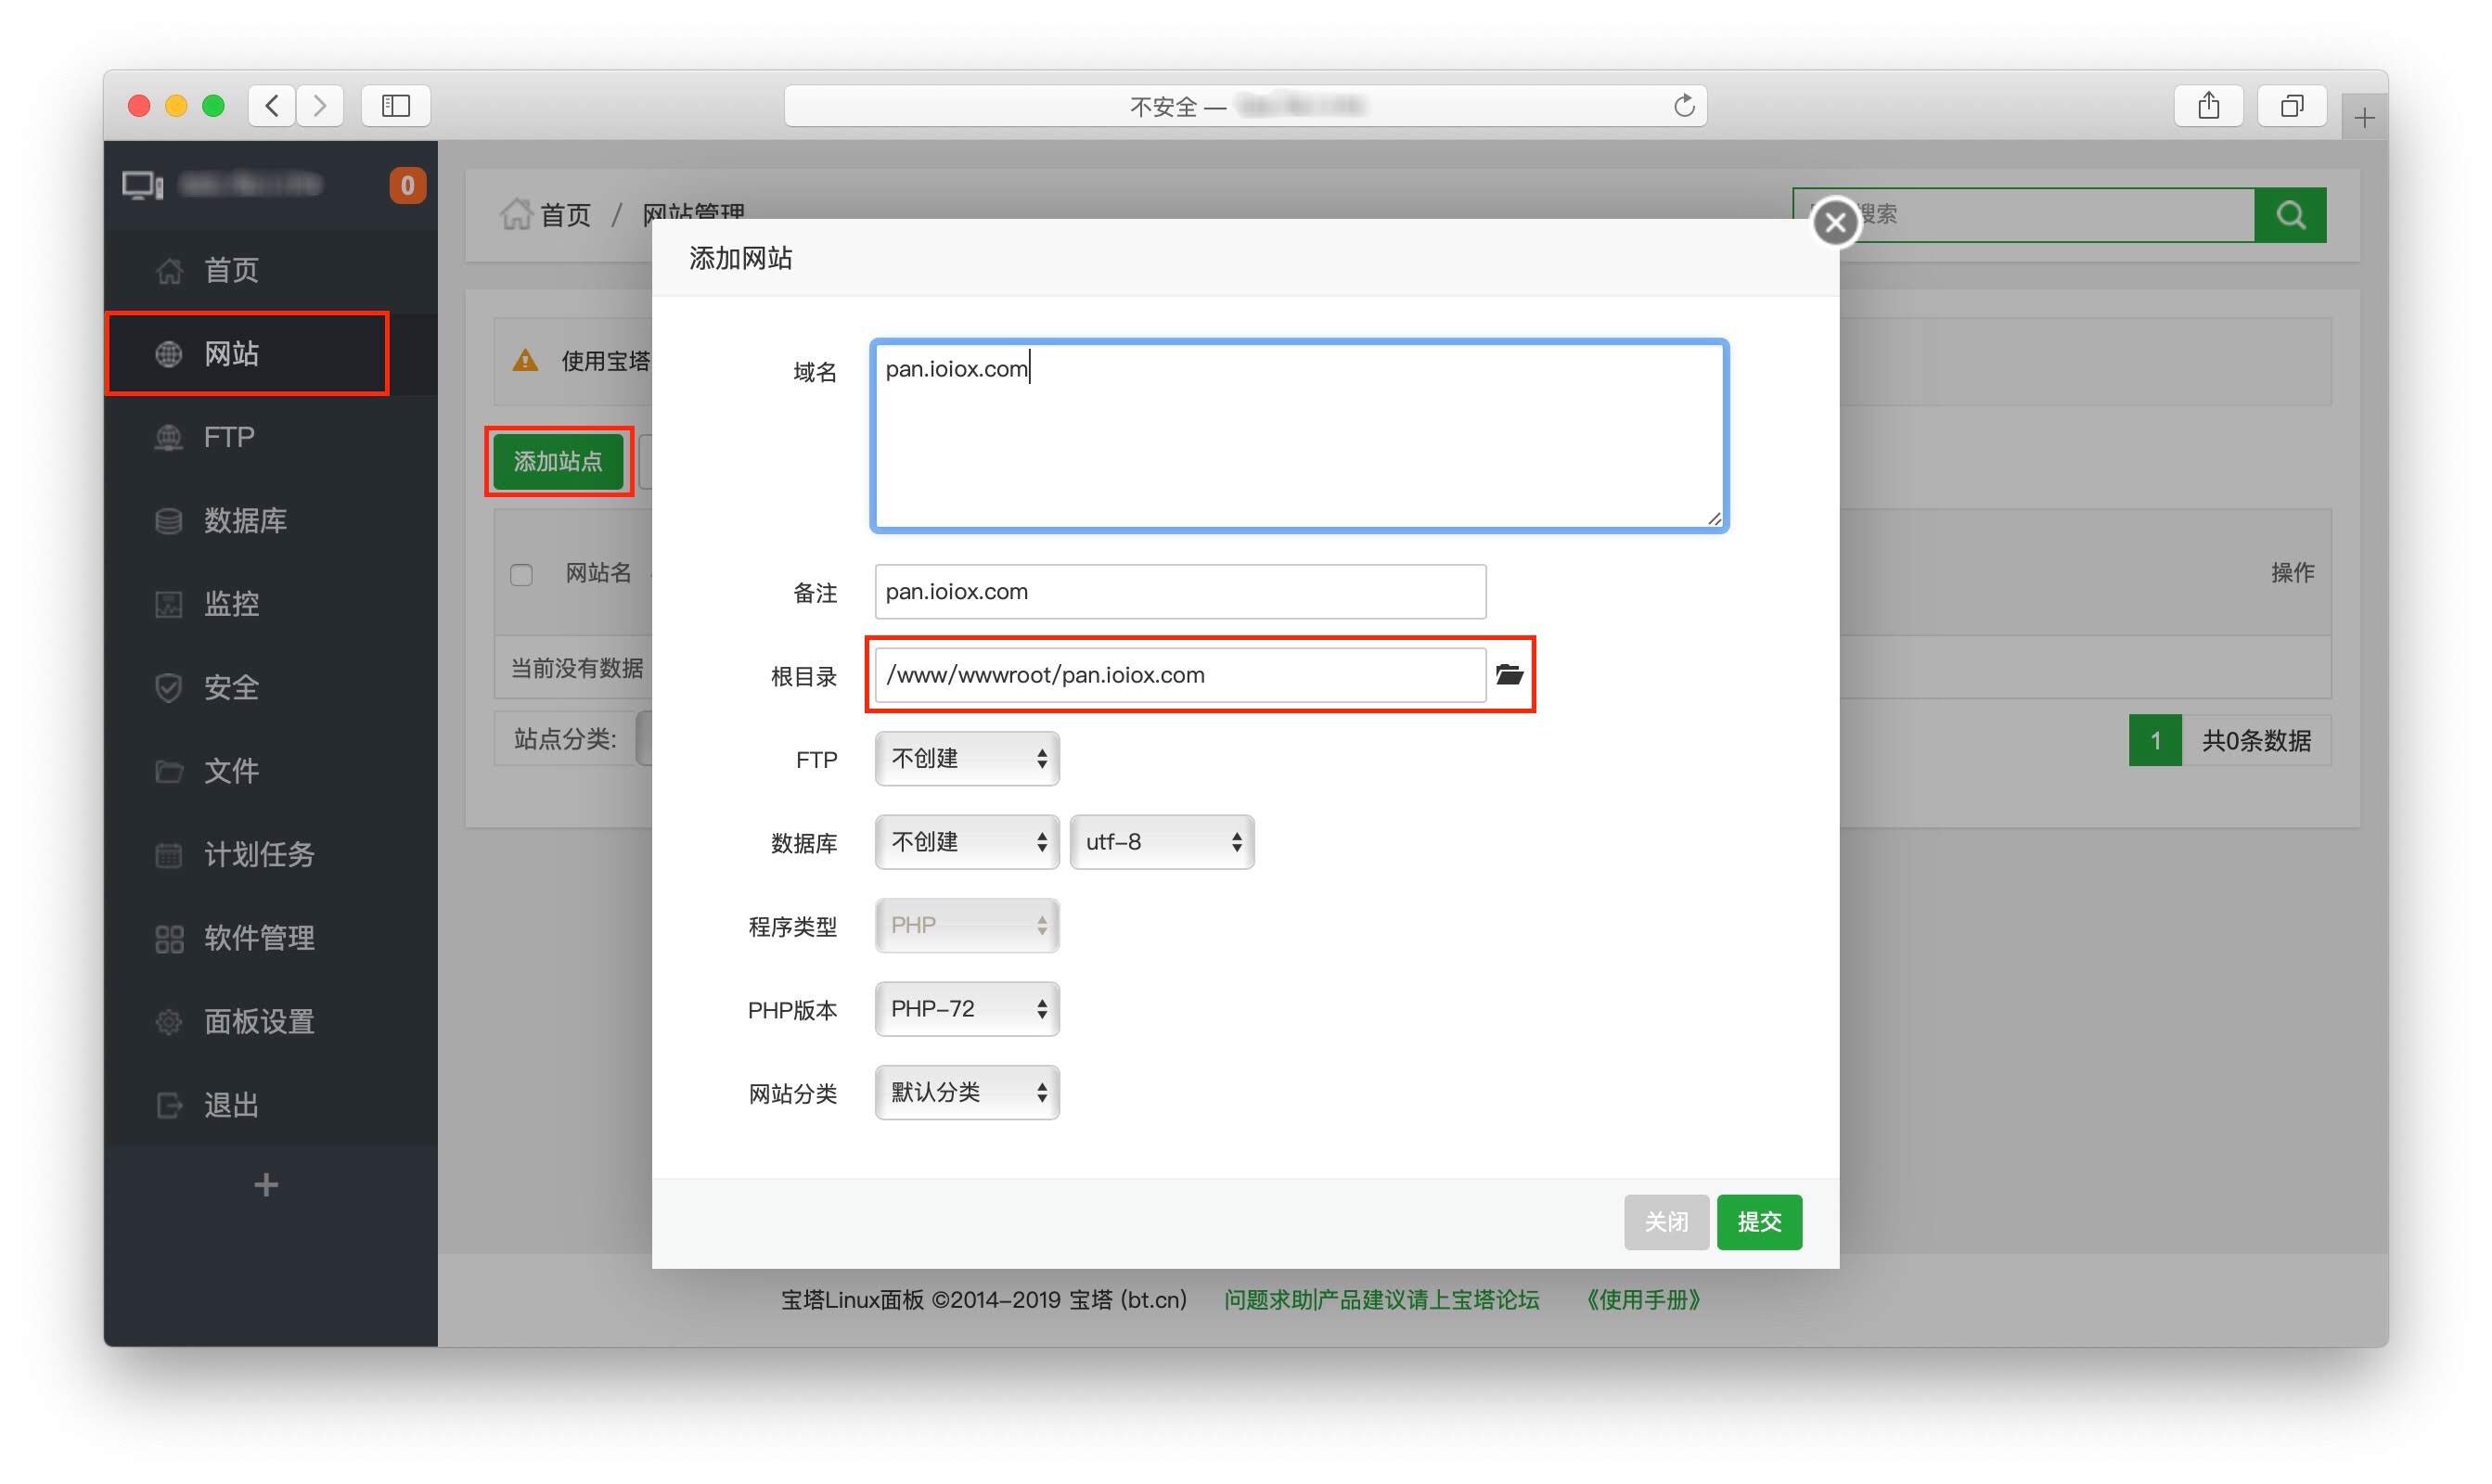 不安全 —
0
首页
网站
FTP
数据库
监控
安全
文件
计划任务
软件管理
面板设置
退出
首页 / 网站管理
搜索
使用宝塔
添加站点
网站名
操作
当前没有数据
站点分类:
1 共0条数据
添加网站
域名 pan.ioiox.com
备注 pan.ioiox.com
根目录 /www/wwwroot/pan.ioiox.com
FTP 不创建
数据库 不创建 utf-8
程序类型 PHP
PHP版本 PHP-72
网站分类 默认分类
关闭 提交
宝塔Linux面板 ©2014-2019 宝塔 (bt.cn) 问题求助|产品建议请上宝塔论坛 《使用手册》